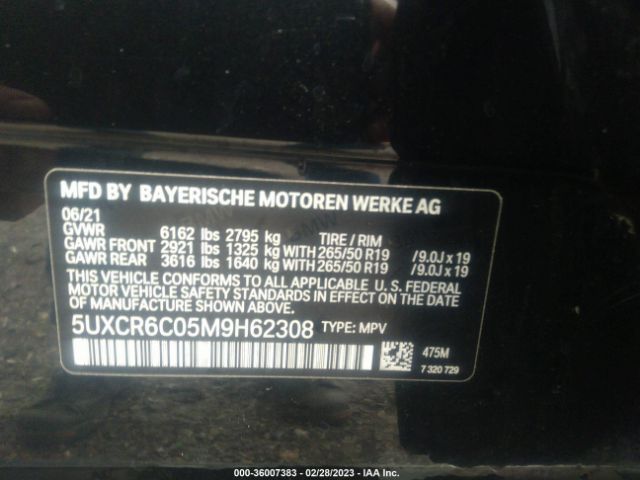 MFD BY BAYERISCHE MOTOREN WERKE AG
06/21
GVWR 6162 lbs 2795 kg TIRE / RIM
GAWR FRONT 2921 lbs 1325 kg WITH 265/50 R19 /9.0J x 19
GAWR REAR 3616 lbs 1640 kg WITH 265/50 R19 /9.0J x 19
THIS VEHICLE CONFORMS TO ALL APPLICABLE U. S. FEDERAL
MOTOR VEHICLE SAFETY STANDARDS IN EFFECT ON THE DATE OF
MANUFACTURE SHOWN ABOVE.
5UXCR6C05M9H62308 TYPE: MPV
475M
7 320 729
000-36007383 - 02/28/2023 - IAA Inc.